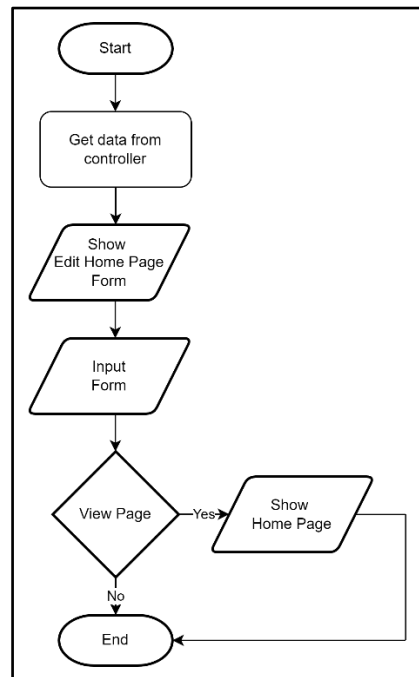 Start
Get data from
controller
Show
Edit Home Page
Form
Input
Form
View Page
Yes
Show
Home Page
No
End